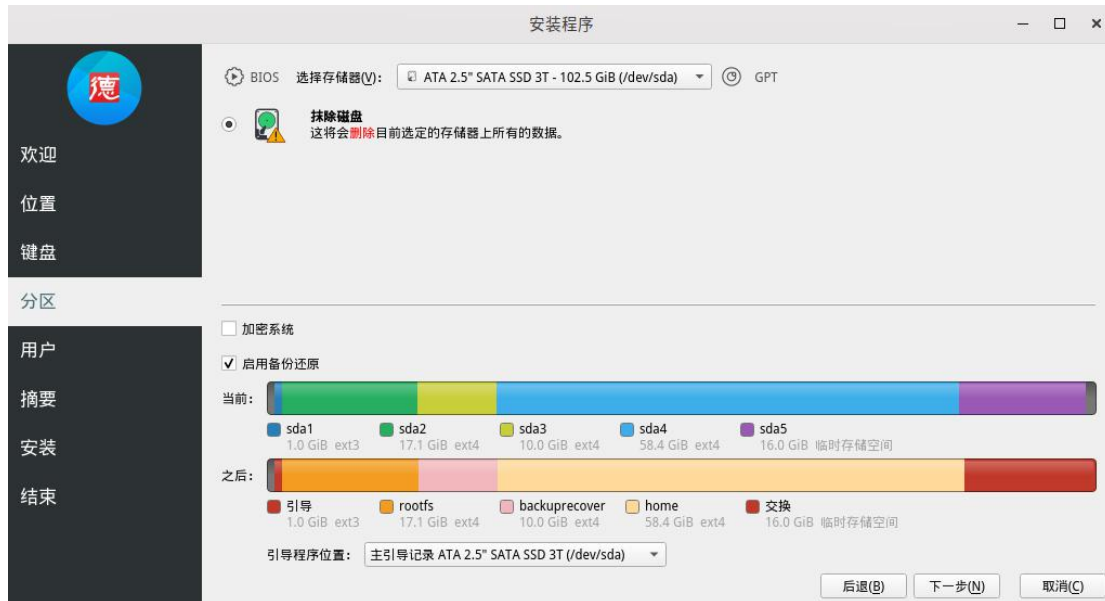 安装程序
德
BIOS 选择存储器(V): ATA 2.5" SATA SSD 3T - 102.5 GiB (/dev/sda) GPT
抹除磁盘
这将会删除目前选定的存储器上所有的数据。
欢迎
位置
键盘
分区
用户
摘要
安装
结束
加密系统
启用备份还原
当前:
sda1 sda2 sda3 sda4 sda5
1.0 GiB ext3 17.1 GiB ext4 10.0 GiB ext4 58.4 GiB ext4 16.0 GiB 临时存储空间
之后:
引导 rootfs backuprecover home 交换
1.0 GiB ext3 17.1 GiB ext4 10.0 GiB ext4 58.4 GiB ext4 16.0 GiB 临时存储空间
引导程序位置: 主引导记录 ATA 2.5" SATA SSD 3T (/dev/sda)
后退(B) 下一步(N) 取消(C)